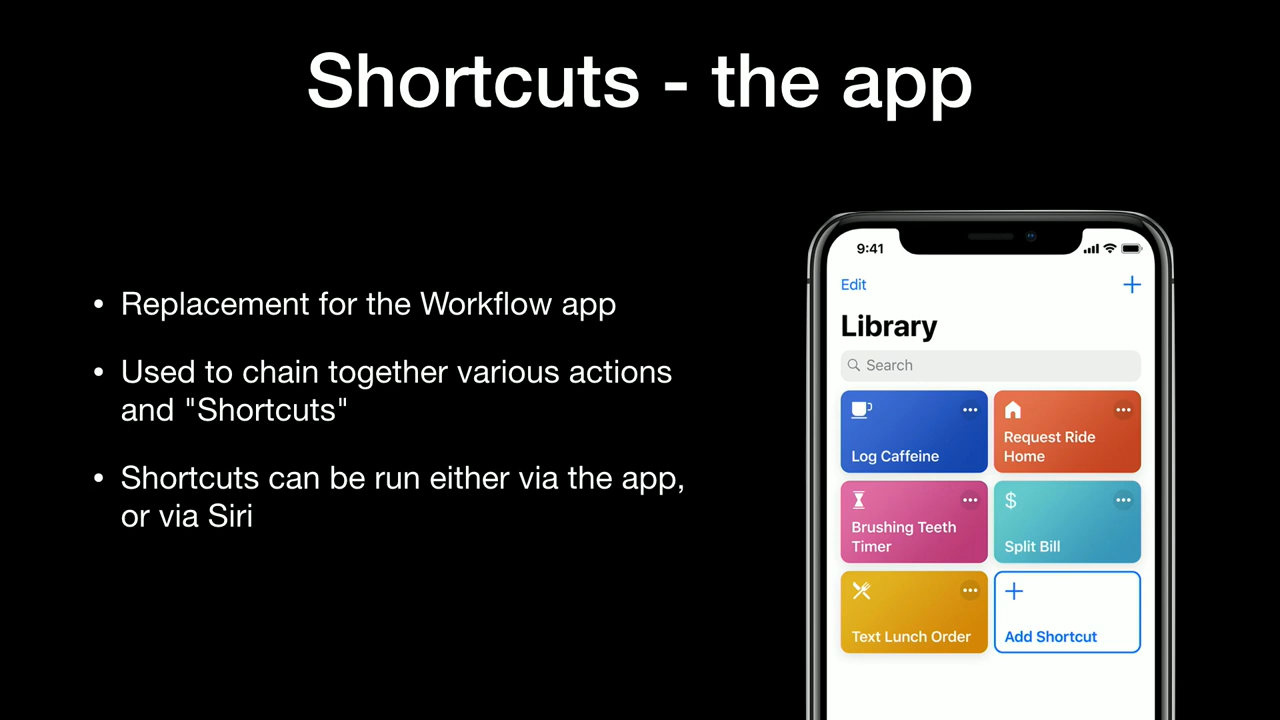 Shortcuts - the app
• Replacement for the Workflow app
• Used to chain together various actions
and "Shortcuts"
• Shortcuts can be run either via the app,
or via Siri
9:41
Edit
Library
Search
Log Caffeine
Request Ride
Home
Brushing Teeth
Timer
$
Split Bill
Text Lunch Order
Add Shortcut